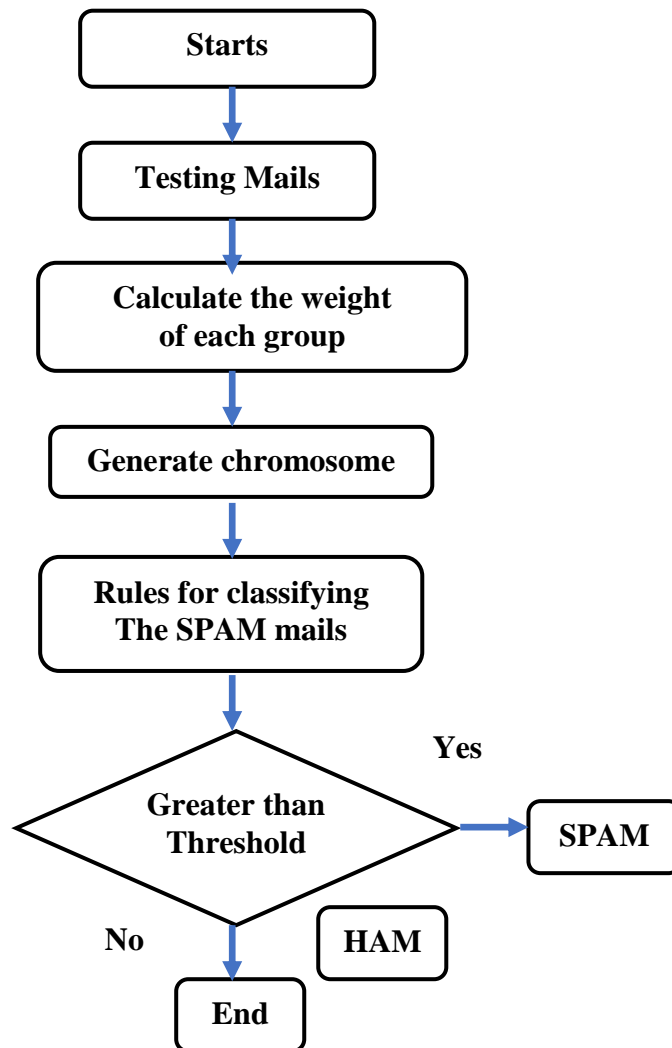 Starts
Testing Mails
Calculate the weight
of each group
Generate chromosome
Rules for classifying
The SPAM mails
Yes
Greater than
Threshold
SPAM
No
HAM
End